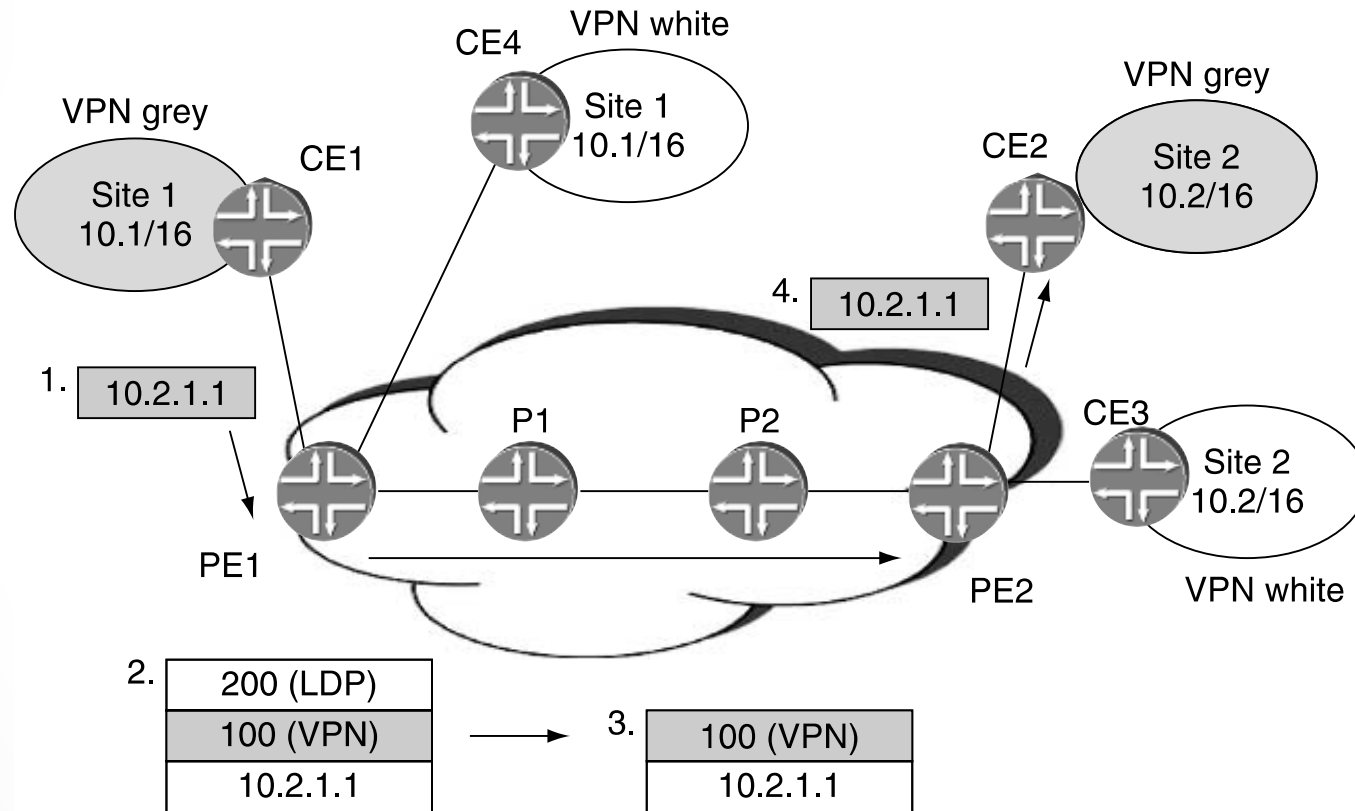 VPN white
CE4
Site 1
10.1/16
VPN grey
CE1
Site 1
10.1/16
VPN grey
CE2
Site 2
10.2/16
4.
10.2.1.1
1.
10.2.1.1
P1
P2
CE3
Site 2
10.2/16
VPN white
PE1
PE2
2.
200 (LDP)
100 (VPN)
10.2.1.1
3.
100 (VPN)
10.2.1.1